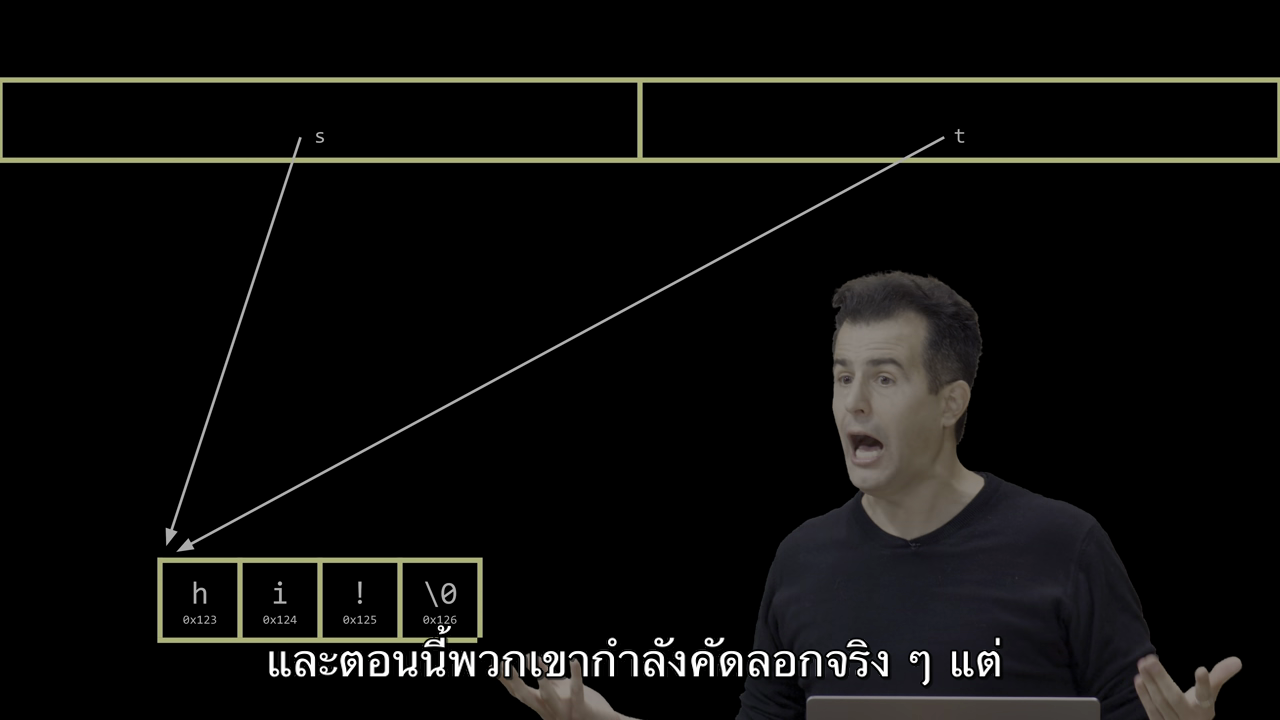 s t
h i ! \0
0x123 0x124 0x125 0x126
และตอนนี้พวกเขากำลังคัดลอกจริง ๆ แต่